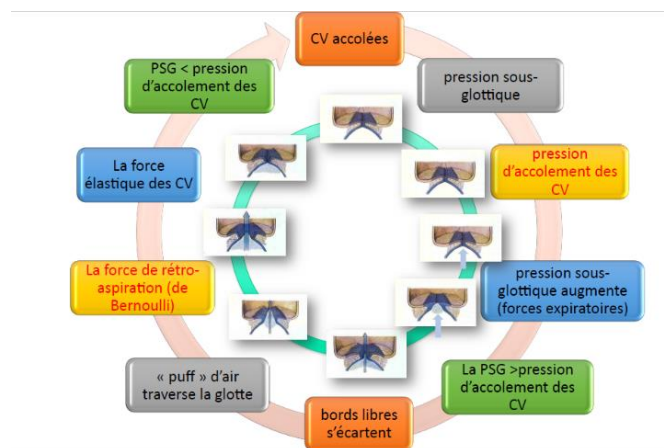 CV accolées
pression sous-
glottique
pression
d'accolement des
CV
pression sous-
glottique augmente
(forces expiratoires)
La PSG >pression
d'accolement des
CV
bords libres
s'écartent
« puff » d'air
traverse la glotte
La force de rétro-
aspiration (de
Bernoulli)
La force
élastique des CV
PSG < pression
d'accolement des
CV